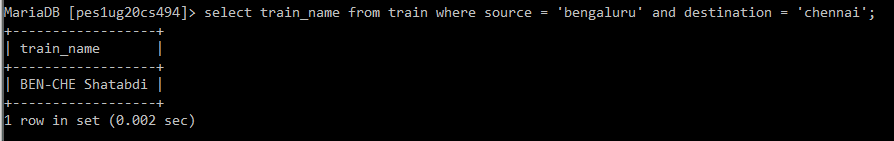 MariaDB [pes1ug20cs494]> select train_name from train where source = 'bengaluru' and destination = 'chennai';
+------------------+
| train_name       |
+------------------+
| BEN-CHE Shatabdi |
+------------------+
1 row in set (0.002 sec)